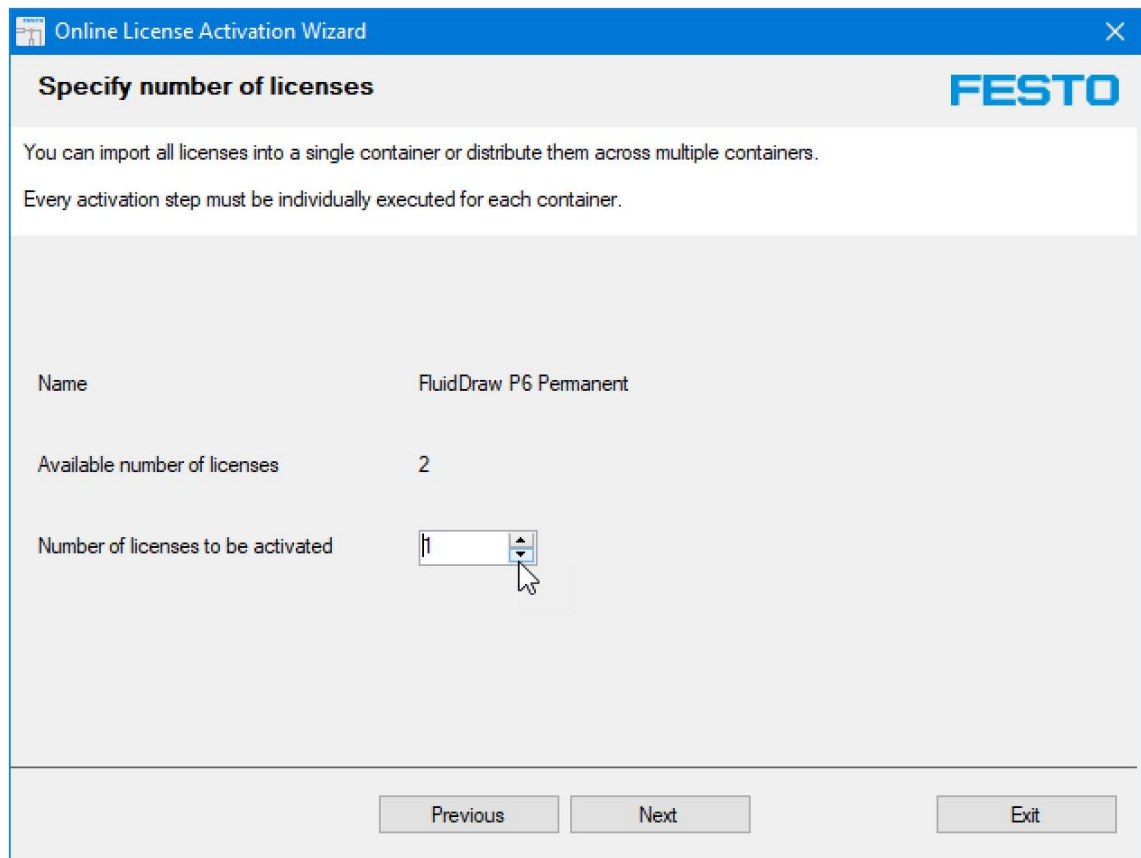 FESTO
Online License Activation Wizard
Specify number of licenses
FESTO
You can import all licenses into a single container or distribute them across multiple containers.
Every activation step must be individually executed for each container.
Name FluidDraw P6 Permanent
Available number of licenses 2
Number of licenses to be activated 1
Previous Next Exit